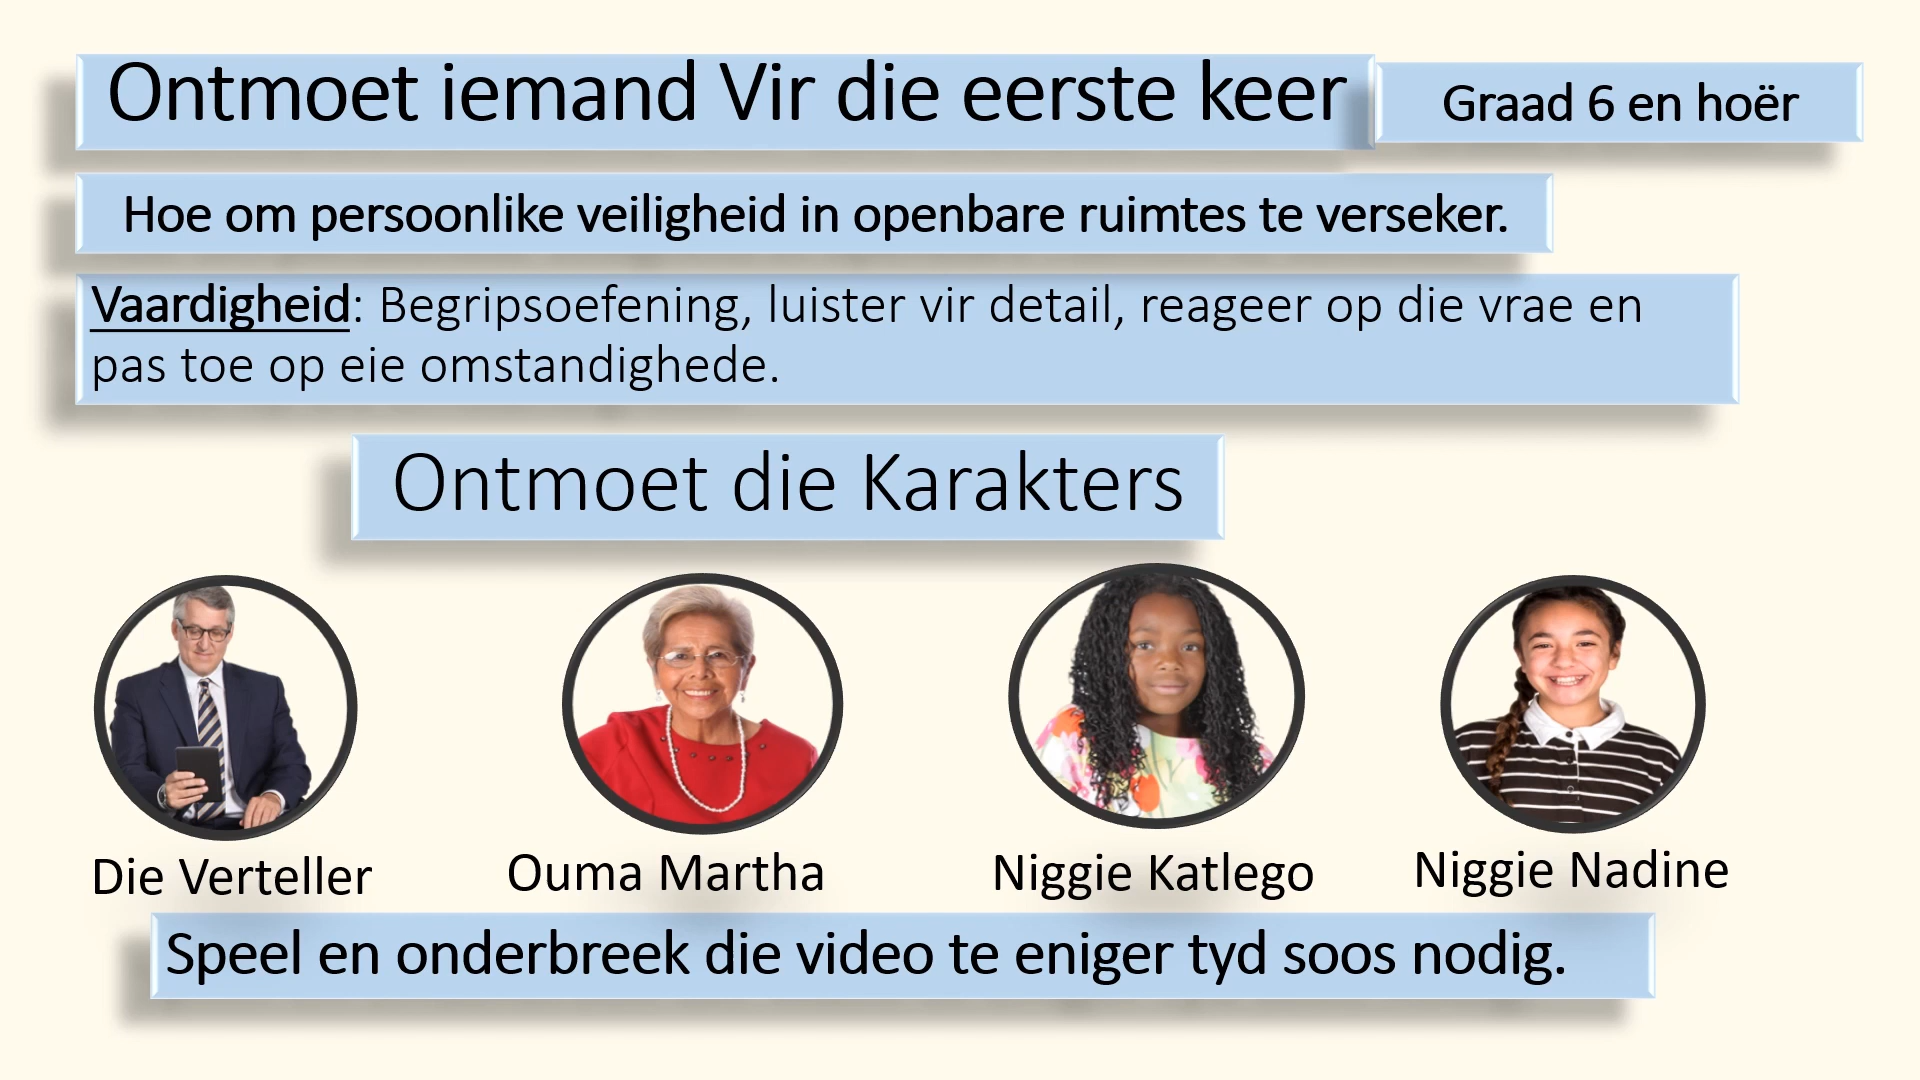 Ontmoet iemand Vir die eerste keer
Graad 6 en hoër
Hoe om persoonlike veiligheid in openbare ruimtes te verseker.
Vaardigheid: Begripsoefening, luister vir detail, reageer op die vrae en
pas toe op eie omstandighede.
Ontmoet die Karakters
Die Verteller
Ouma Martha
Niggie Katlego
Niggie Nadine
Speel en onderbreek die video te eniger tyd soos nodig.